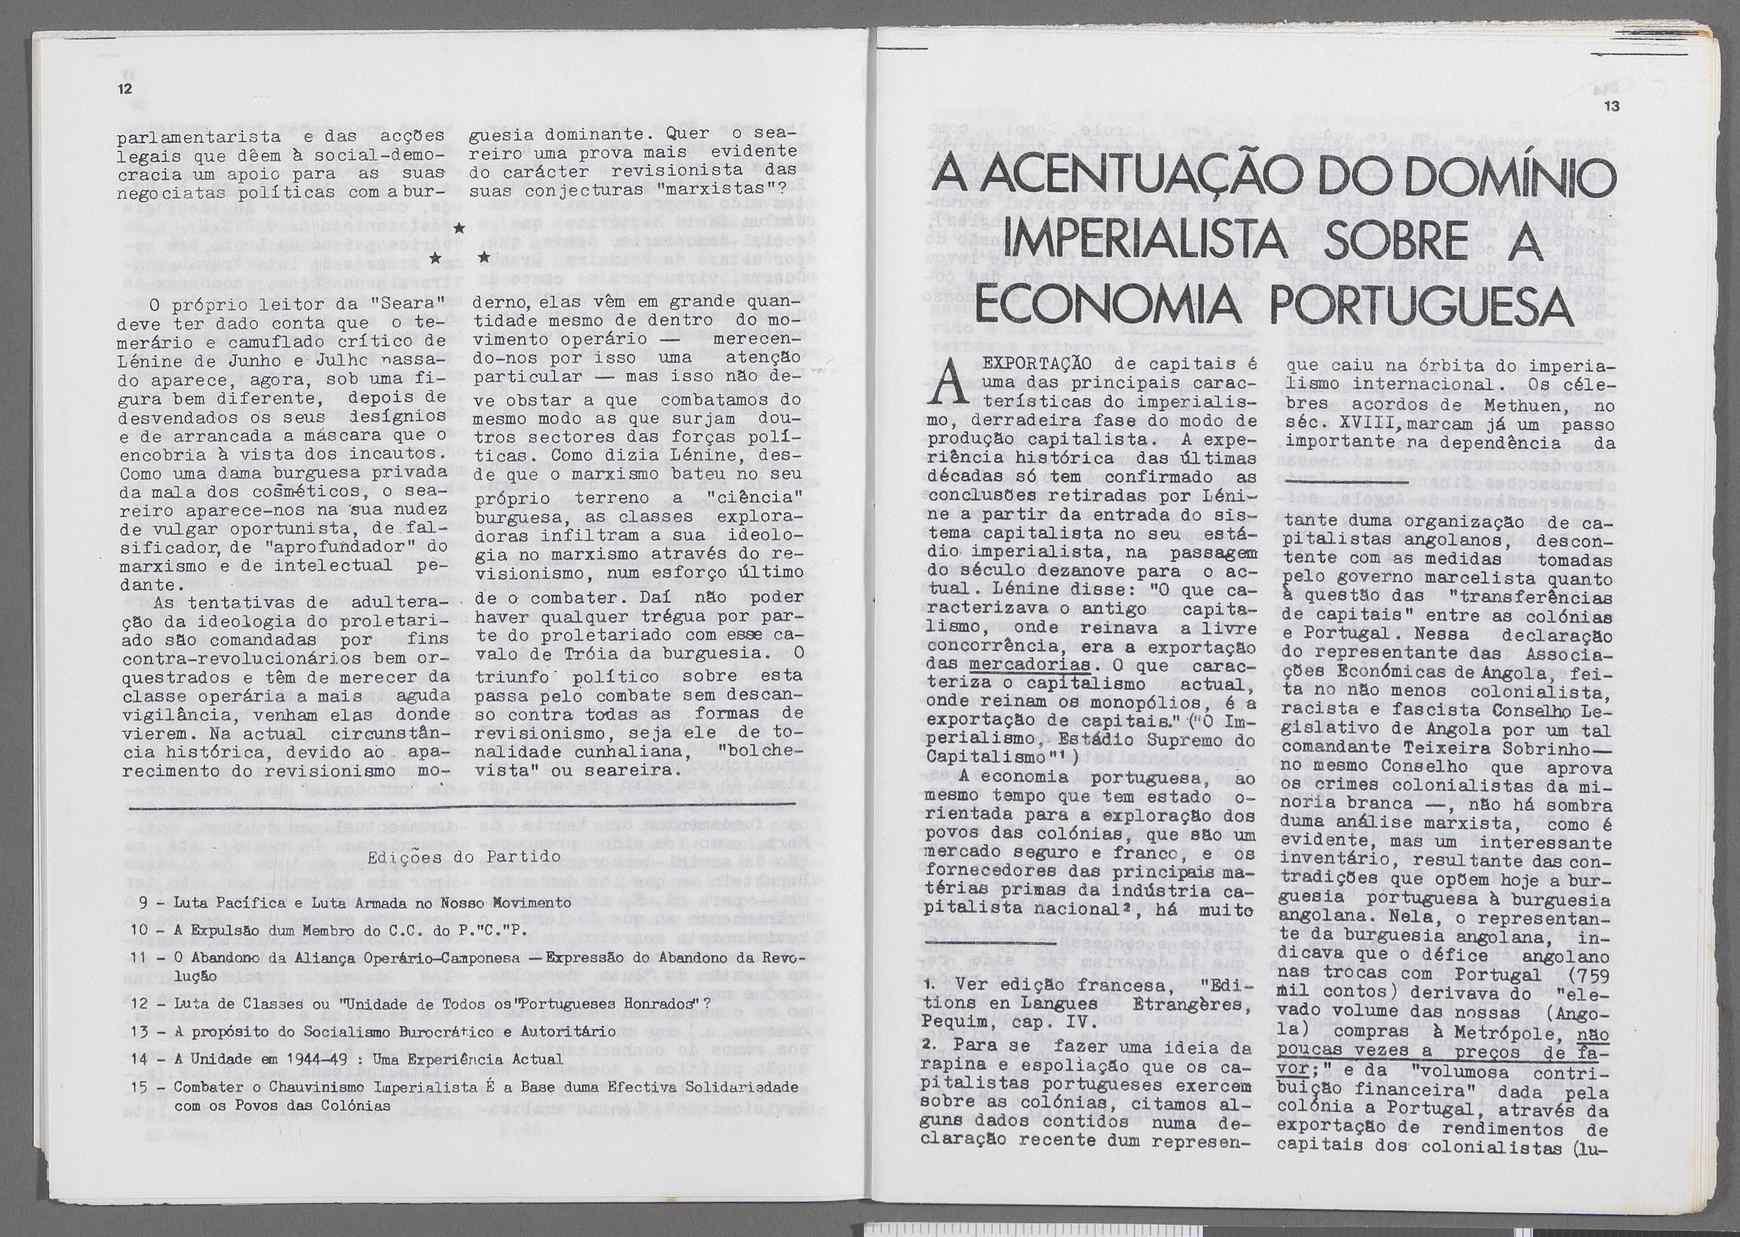 12
parlamentarista e das acções
legais que dêem à social-demo-
cracia um apoio para as suas
negociatas políticas com a bur-
guesia dominante. Quer o sea-
reiro uma prova mais evidente
do carácter revisionista das
suas conjecturas "marxistas"?
O próprio leitor da "Seara"
deve ter dado conta que o te-
merário e camuflado crítico de
Lénine de Junho e Julho passa-
do aparece, agora, sob uma fi-
gura bem diferente, depois de
desvendados os seus desígnios
e de arrancada a máscara que o
encobria à vista dos incautos.
Como uma dama burguesa privada
da mala dos cosméticos, o sea-
reiro aparece-nos na sua nudez
de vulgar oportunista, de fal-
sificador, de "aprofundador" do
marxismo e de intelectual pe-
dante.
As tentativas de adultera-
ção da ideologia do proletari-
ado são comandadas por fins
contra-revolucionários bem or-
questrados e têm de merecer da
classe operária a mais aguda
vigilância, venham elas donde
vierem. Na actual circunstân-
cia histórica, devido ao apa-
recimento do revisionismo mo-
derno, elas vêm em grande quan-
tidade mesmo de dentro do mo-
vimento operário — merecen-
do-nos por isso uma atenção
particular — mas isso não de-
ve obstar a que combatamos do
mesmo modo as que surjam dou-
tros sectores das forças polí-
ticas. Como dizia Lénine, des-
de que o marxismo bateu no seu
próprio terreno a "ciência"
burguesa, as classes explora-
doras infiltram a sua ideolo-
gia no marxismo através do re-
visionismo, num esforço último
de o combater. Daí não poder
haver qualquer trégua por par-
te do proletariado com esse ca-
valo de Tróia da burguesia. O
triunfo político sobre esta
passa pelo combate sem descan-
so contra todas as formas de
revisionismo, seja ele de to-
nalidade cunhaliana, "bolche-
vista" ou seareira.
Edições do Partido
9 - Luta Pacífica e Luta Armada no Nosso Movimento
10 - A Expulsão dum Membro do C.C. do P."C."P.
11 - O Abandono da Aliança Operário-Camponesa — Expressão do Abandono da Revo-
lução
12 - Luta de Classes ou "Unidade de Todos os "Portugueses Honrados"?
13 - A propósito do Socialismo Burocrático e Autoritário
14 - A Unidade em 1944-49 : Uma Experiência Actual
15 - Combater o Chauvinismo Imperialista É a Base duma Efectiva Solidariedade
com os Povos das Colónias
13
A ACENTUAÇÃO DO DOMÍNIO
IMPERIALISTA SOBRE A
ECONOMIA PORTUGUESA
A EXPORTAÇÃO de capitais é
uma das principais carac-
terísticas do imperialis-
mo, derradeira fase do modo de
produção capitalista. A expe-
riência histórica das últimas
décadas só tem confirmado as
conclusões retiradas por Léni-
ne a partir da entrada do sis-
tema capitalista no seu está-
dio imperialista, na passagem
do século dezanove para o ac-
tual. Lénine disse: "O que ca-
racterizava o antigo capita-
lismo, onde reinava a livre
concorrência, era a exportação
das mercadorias. O que carac-
teriza o capitalismo actual,
onde reinam os monopólios, é a
exportação de capitais." ("O Im-
perialismo, Estádio Supremo do
Capitalismo"¹)
A economia portuguesa, ao
mesmo tempo que tem estado o-
rientada para a exploração dos
povos das colónias, que são um
mercado seguro e franco, e os
fornecedores das principais ma-
térias primas da indústria ca-
pitalista nacional², há muito
1. Ver edição francesa, "Edi-
tions en Langues Etrangères,
Pequim, cap. IV.
2. Para se fazer uma ideia da
rapina e espoliação que os ca-
pitalistas portugueses exercem
sobre as colónias, citamos al-
guns dados contidos numa de-
claração recente dum represen-
que caiu na órbita do imperia-
lismo internacional. Os céle-
bres acordos de Methuen, no
séc. XVIII, marcam já um passo
importante na dependência da
tante duma organização de ca-
pitalistas angolanos, descon-
tente com as medidas tomadas
pelo governo marcelista quanto
à questão das "transferências
de capitais" entre as colónias
e Portugal. Nessa declaração
do representante das Associa-
ções Económicas de Angola, fei-
ta no não menos colonialista,
racista e fascista Conselho Le-
gislativo de Angola por um tal
comandante Teixeira Sobrinho—
no mesmo Conselho que aprova
os crimes colonialistas da mi-
noria branca —, não há sombra
duma análise marxista, como é
evidente, mas um interessante
inventário, resultante das con-
tradições que opõem hoje a bur-
guesia portuguesa à burguesia
angolana. Nela, o representan-
te da burguesia angolana, in-
dicava que o défice angolano
nas trocas com Portugal (759
mil contos) derivava do "ele-
vado volume das nossas (Ango-
la) compras à Metrópole, não
poucas vezes a preços de fa-
vor;" e da "volumosa contri-
buição financeira" dada pela
colónia a Portugal, através da
exportação de rendimentos de
capitais dos colonialistas (lu-